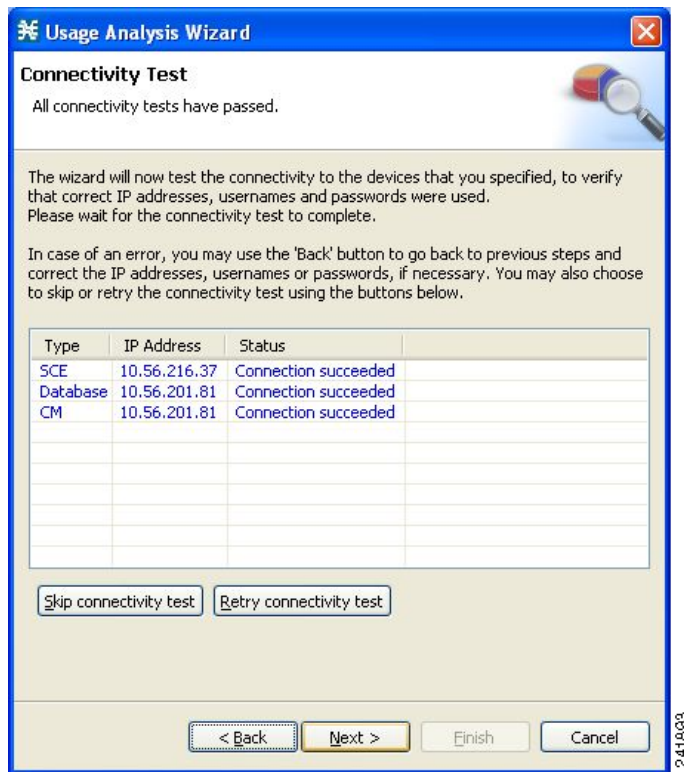 Usage Analysis Wizard
Connectivity Test
All connectivity tests have passed.
The wizard will now test the connectivity to the devices that you specified, to verify
that correct IP addresses, usernames and passwords were used.
Please wait for the connectivity test to complete.
In case of an error, you may use the 'Back' button to go back to previous steps and
correct the IP addresses, usernames or passwords, if necessary. You may also choose
to skip or retry the connectivity test using the buttons below.
Type IP Address Status
SCE 10.56.216.37 Connection succeeded
Database 10.56.201.81 Connection succeeded
CM 10.56.201.81 Connection succeeded
Skip connectivity test Retry connectivity test
< Back Next > Finish Cancel
241893